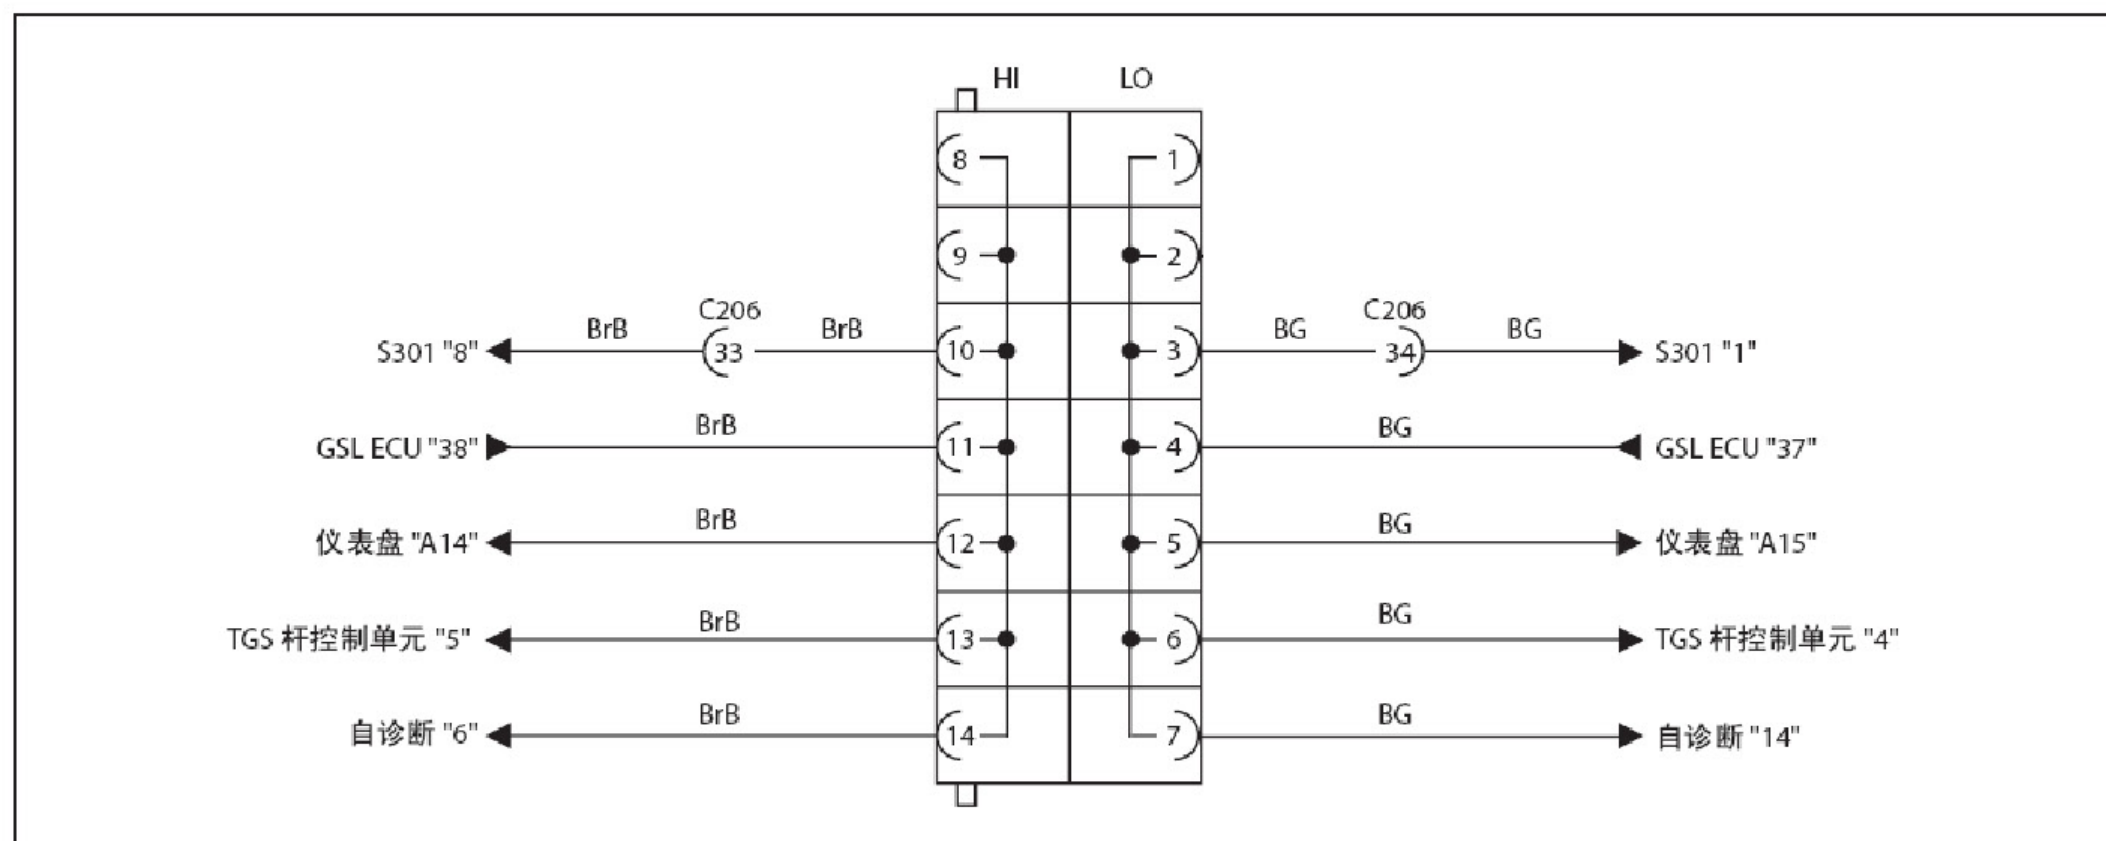 HI LO
8 1
9 2
C206 C206
BrB BrB BG BG
S301 "8" 33 10 3 34 S301 "1"
BrB BG
GSL ECU "38" 11 4 GSL ECU "37"
BrB BG
仪表盘 "A14" 12 5 仪表盘 "A15"
BrB BG
TGS 杆控制单元 "5" 13 6 TGS 杆控制单元 "4"
BrB BG
自诊断 "6" 14 7 自诊断 "14"